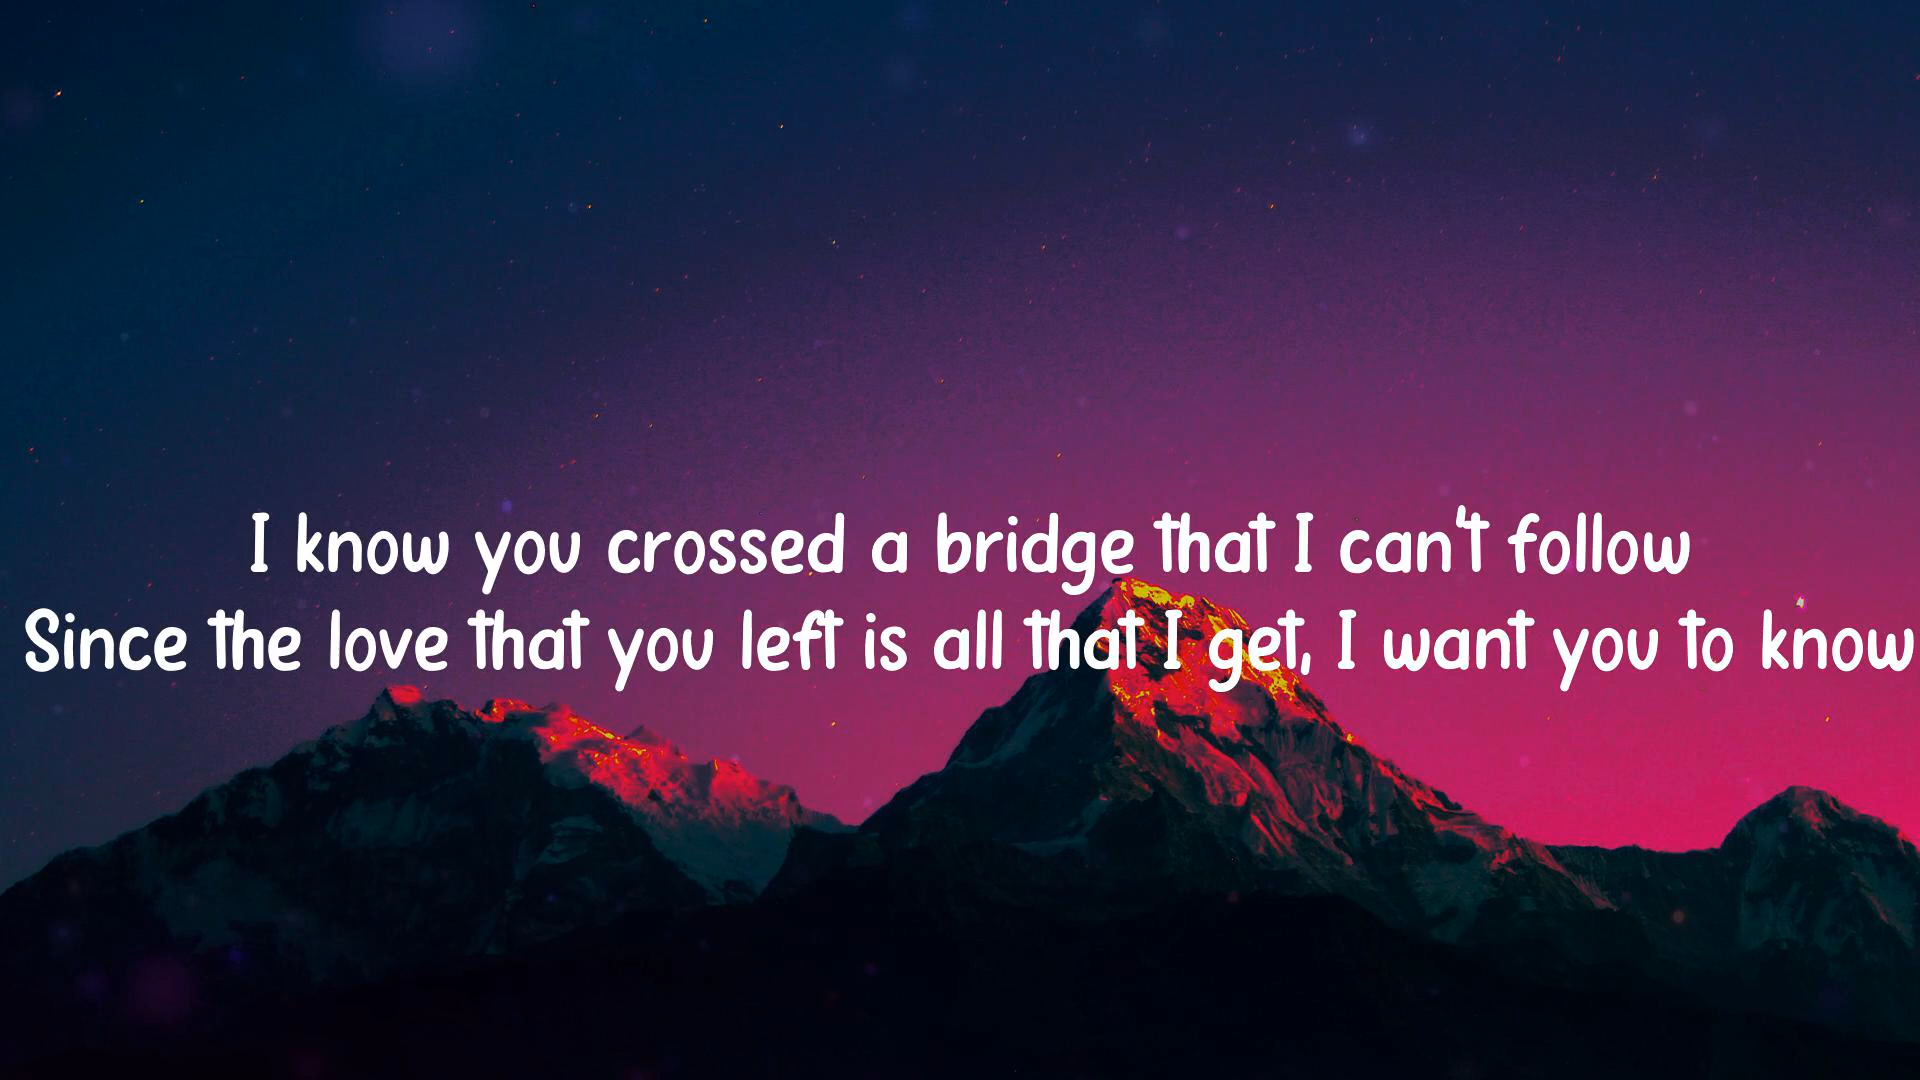 I know you crossed a bridge that I can't follow
Since the love that you left is all that I get, I want you to know